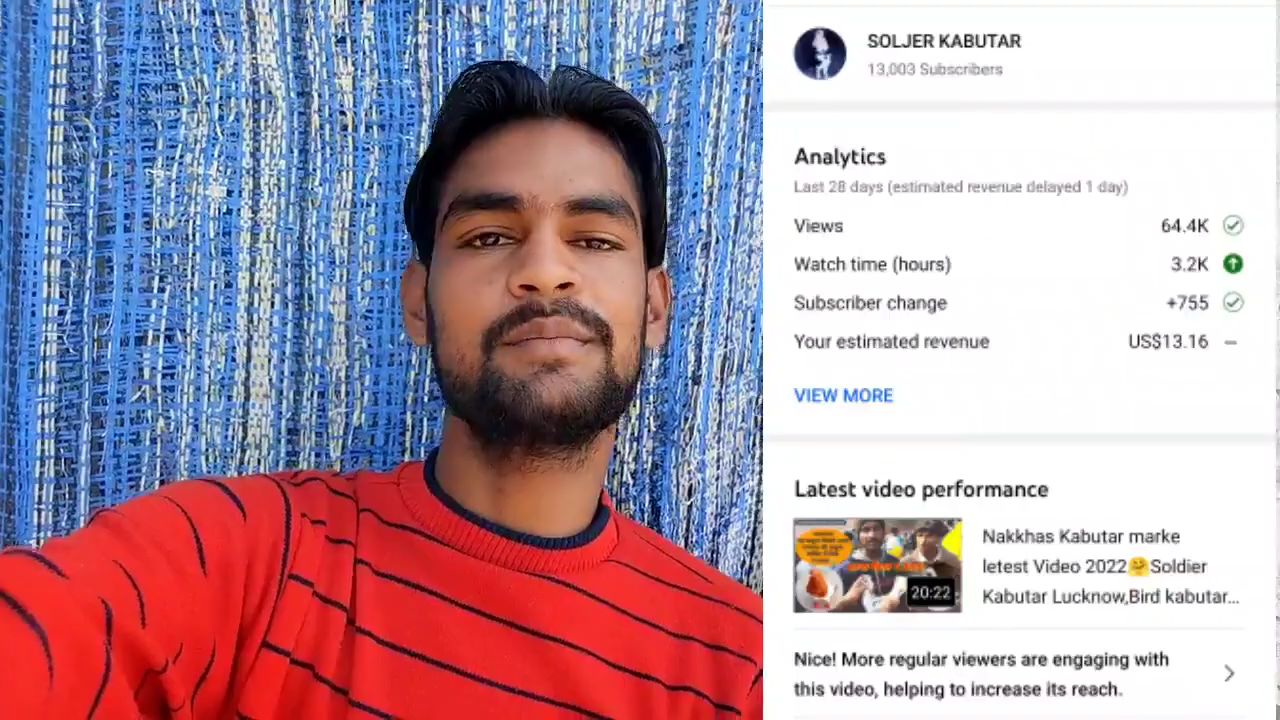 SOLJER KABUTAR
13,003 Subscribers
Analytics
Last 28 days (estimated revenue delayed 1 day)
Views 64.4K
Watch time (hours) 3.2K
Subscriber change +755
Your estimated revenue US$13.16 –
VIEW MORE
Latest video performance
20:22
Nakkhas Kabutar marke
letest Video 2022🤗Soldier
Kabutar Lucknow,Bird kabutar...
Nice! More regular viewers are engaging with
this video, helping to increase its reach.